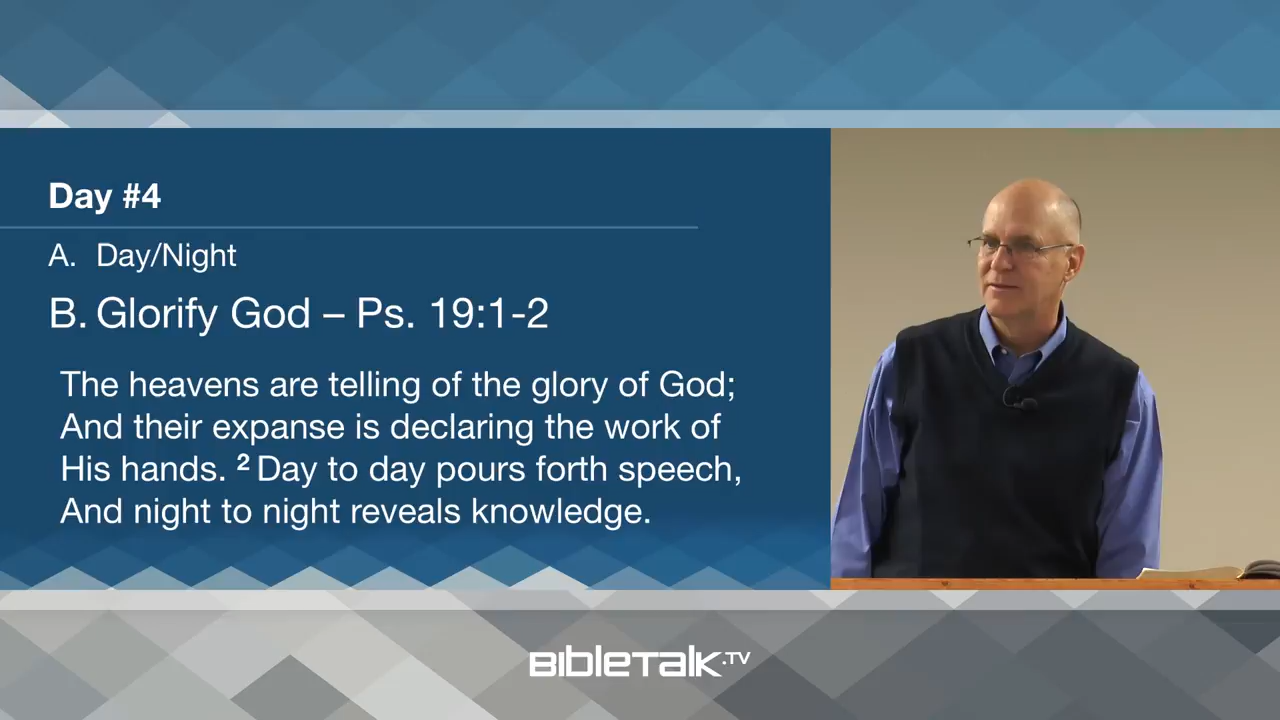 Day #4
A. Day/Night
B. Glorify God – Ps. 19:1-2
The heavens are telling of the glory of God;
And their expanse is declaring the work of
His hands. ² Day to day pours forth speech,
And night to night reveals knowledge.
BIBLETALK.TV